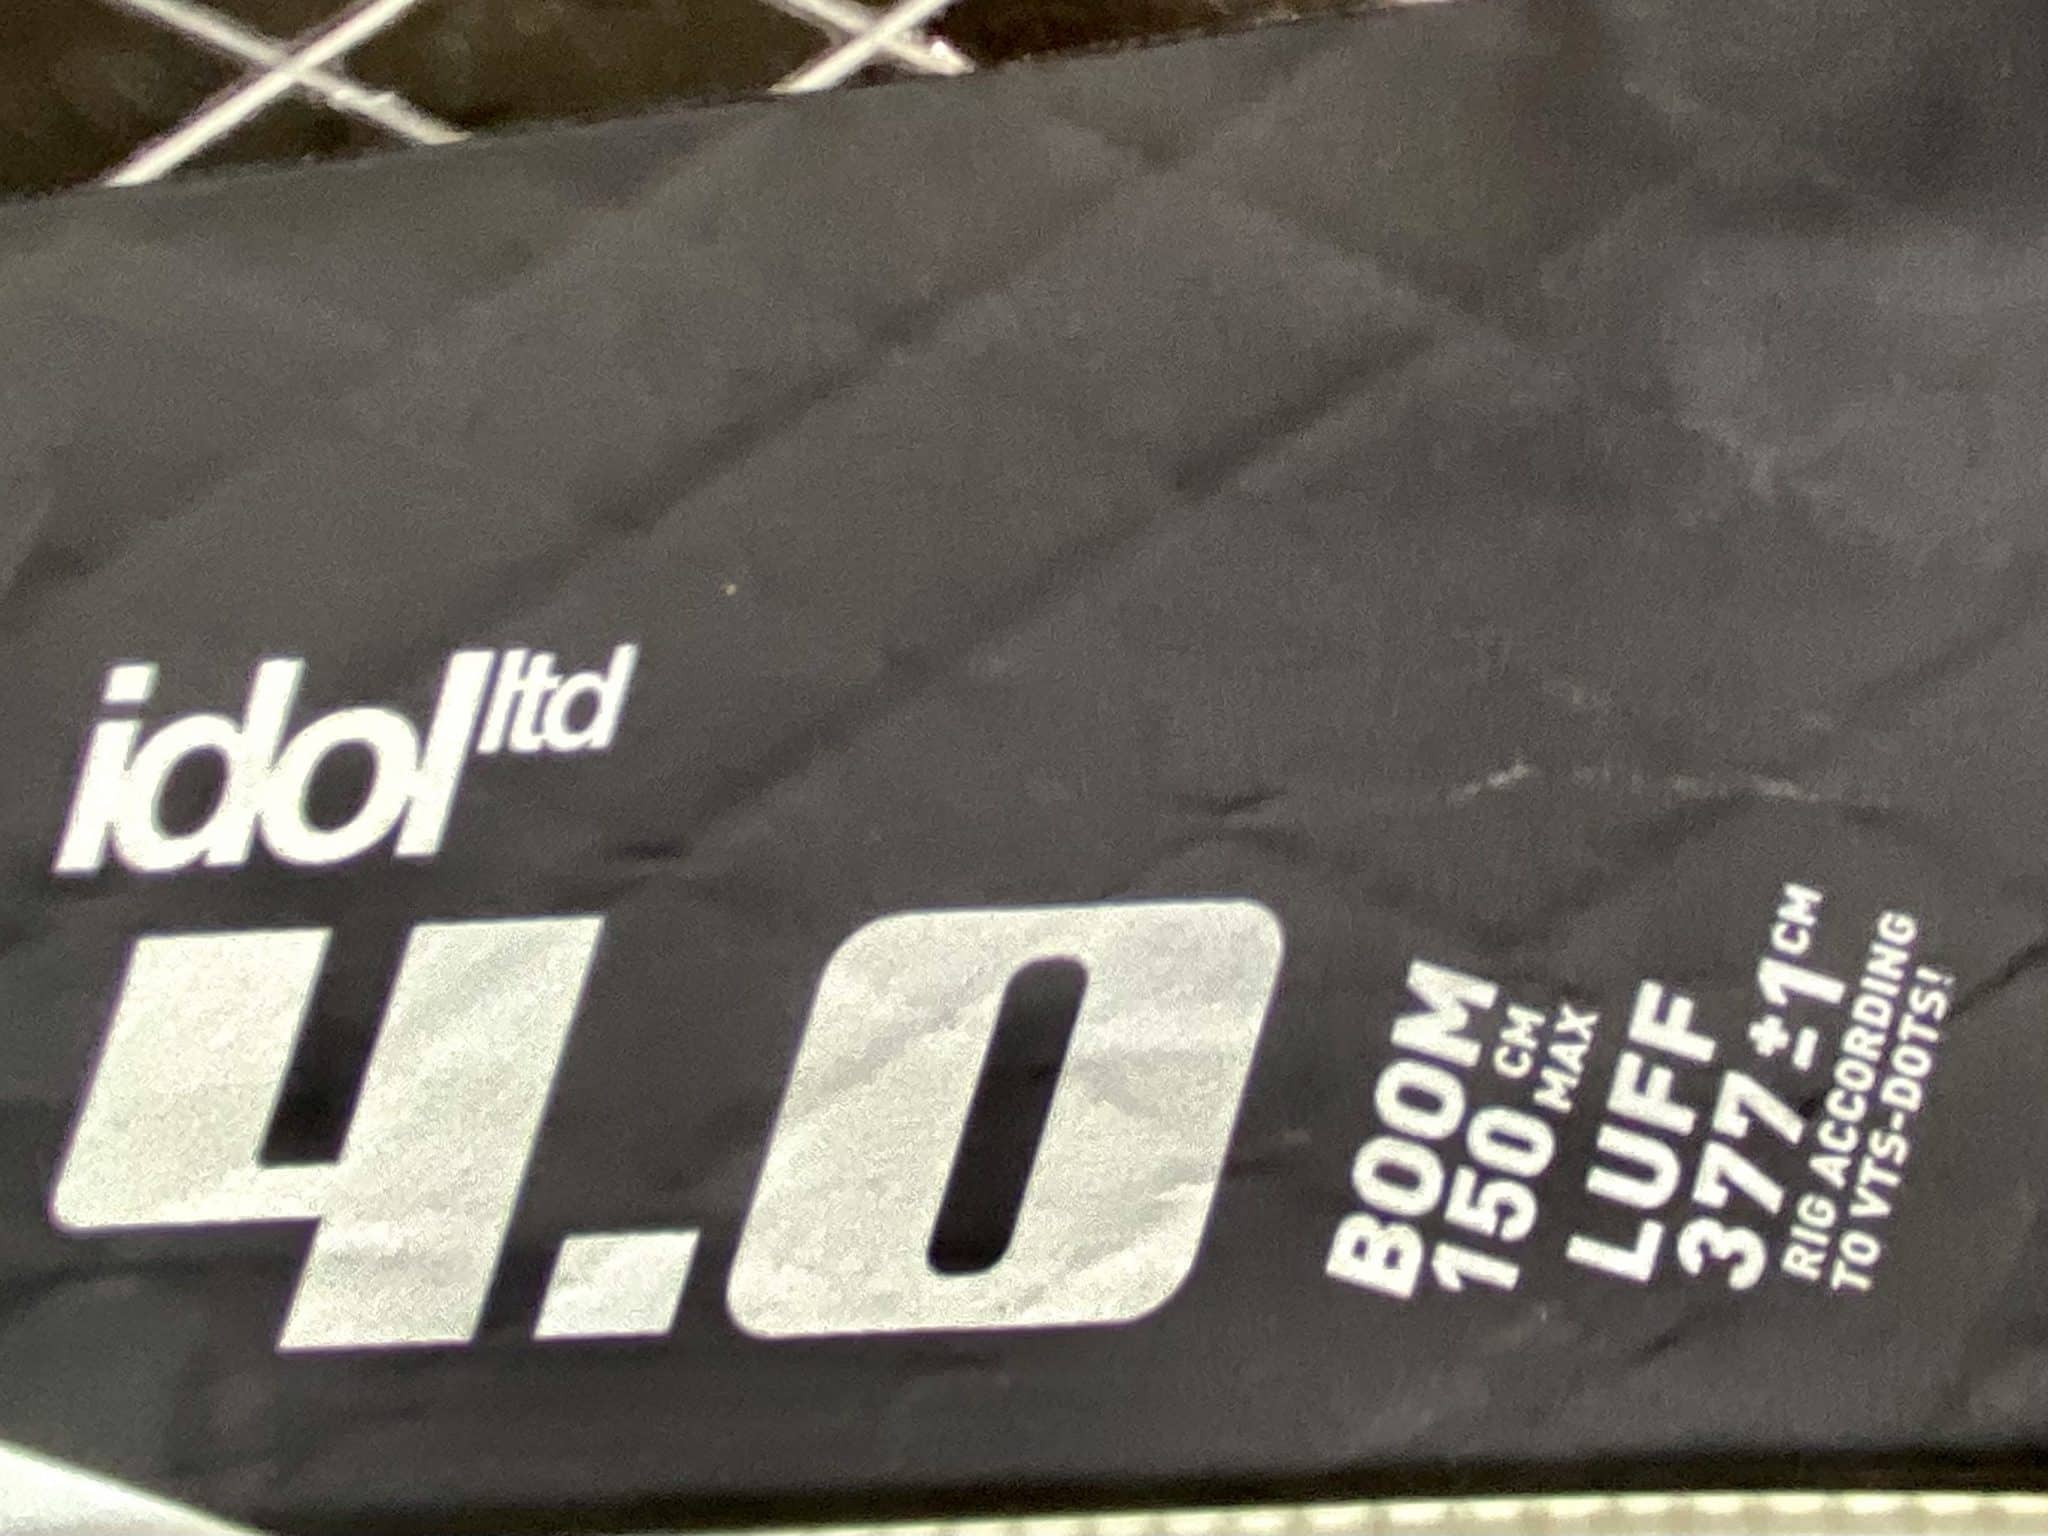 idol ltd
4.0
BOOM
150 CM MAX
LUFF
377 ±1 CM
RIG ACCORDING
TO VTS-DOTS!